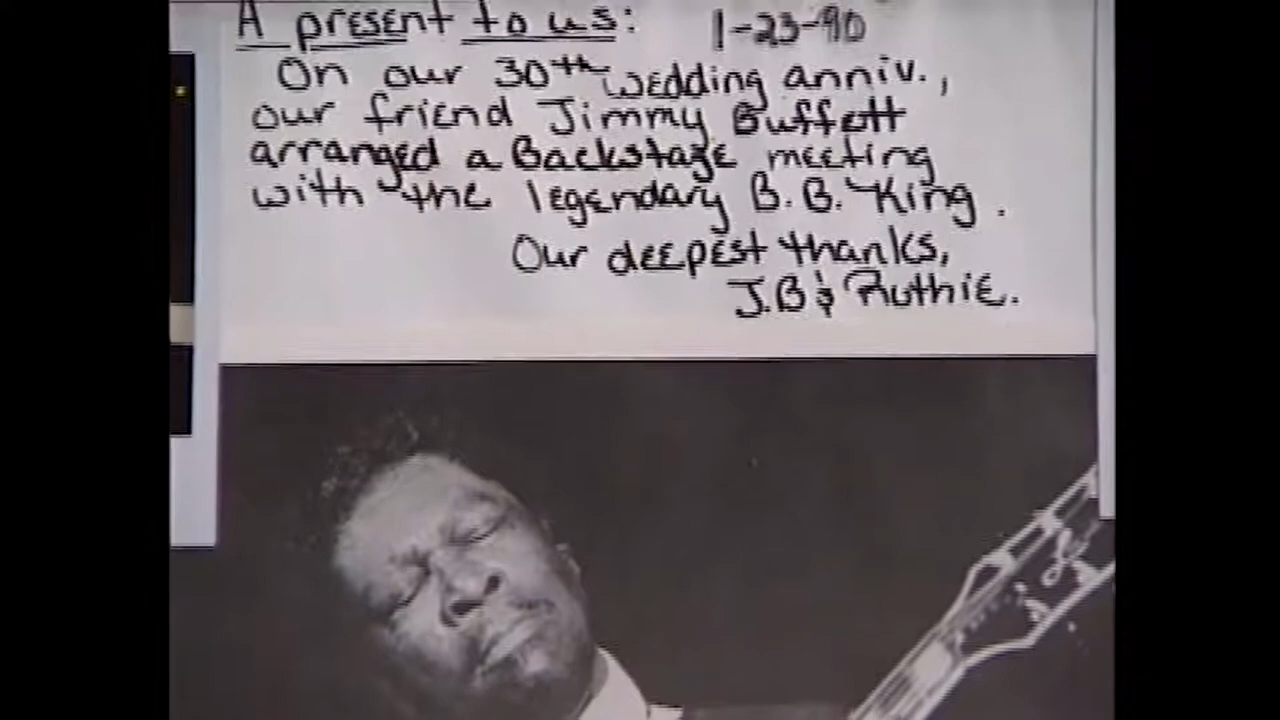 A present to us: 1-23-90
On our 30th wedding anniv.,
our friend Jimmy Buffett
arranged a Backstage meeting
with the legendary B.B. King.
Our deepest thanks,
J.B & Ruthie.